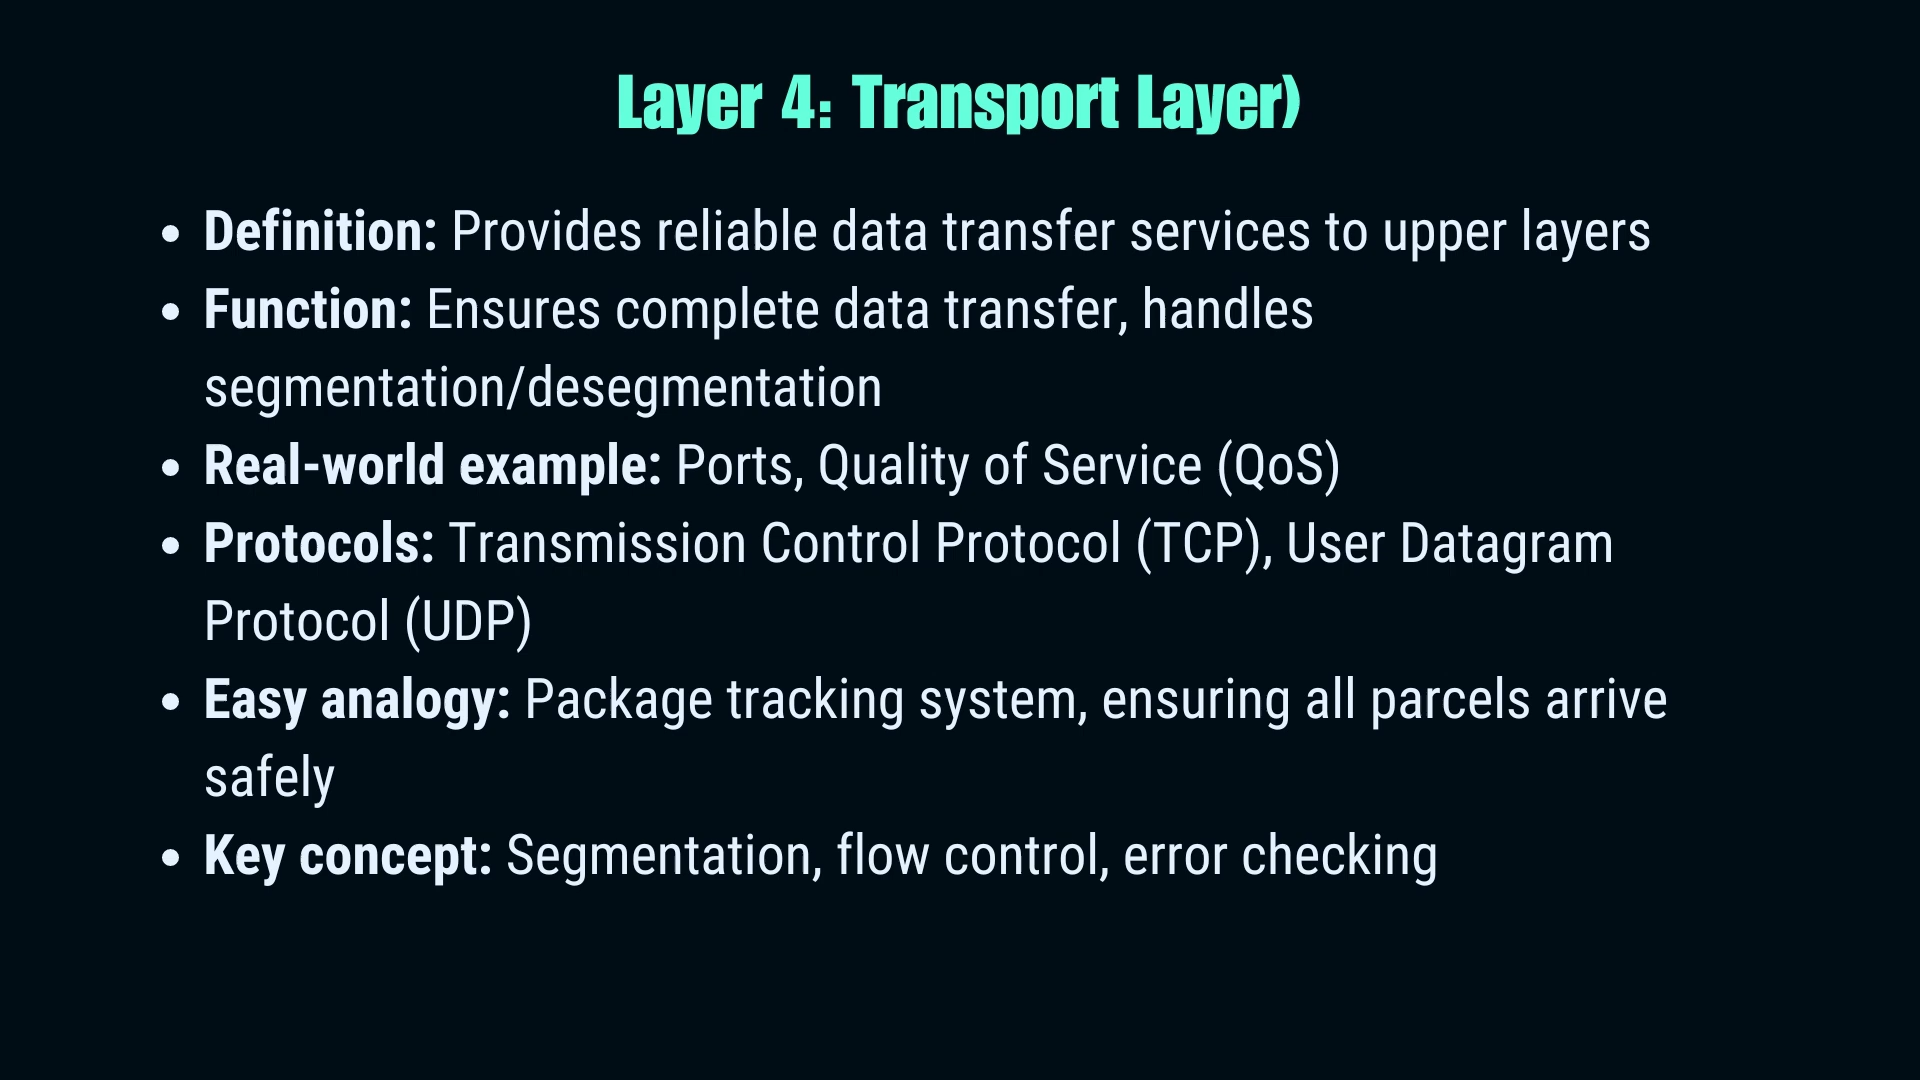 Layer 4: Transport Layer)
• Definition: Provides reliable data transfer services to upper layers
• Function: Ensures complete data transfer, handles
segmentation/desegmentation
• Real-world example: Ports, Quality of Service (QoS)
• Protocols: Transmission Control Protocol (TCP), User Datagram
Protocol (UDP)
• Easy analogy: Package tracking system, ensuring all parcels arrive
safely
• Key concept: Segmentation, flow control, error checking